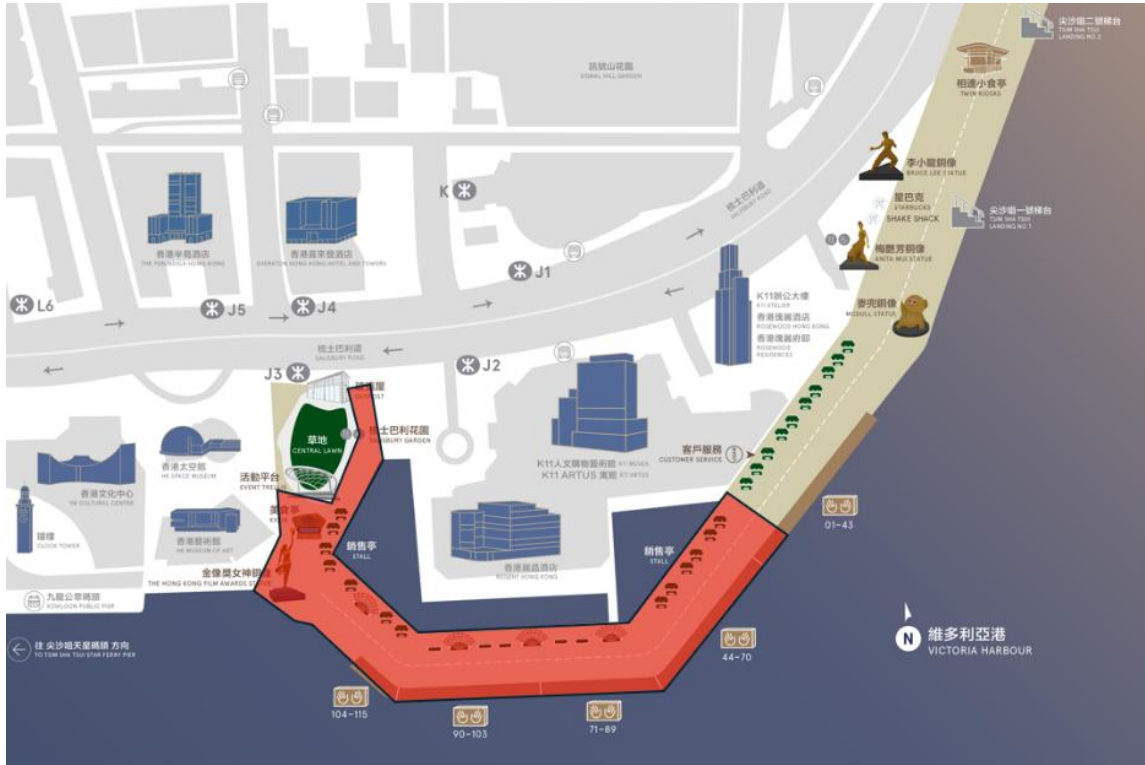 尖沙咀二號梯台
TSIM SHA TSUI
LANDING NO.2
訊號山花園
SIGNAL HILL GARDEN
相連小食亭
TWIN KIOSKS
李小龍銅像
BRUCE LEE STATUE
K
梳士巴利道
SALISBURY ROAD
星巴克
STARBUCKS
SHAKE SHACK
尖沙咀一號梯台
TSIM SHA TSUI
LANDING NO.1
梅艷芳銅像
ANITA MUI STATUE
香港半島酒店
THE PENINSULA HONG KONG
香港喜來登酒店
SHERATON HONG KONG HOTEL AND TOWERS
J1
K11辦公大樓
K11 ATELIER
香港瑰麗酒店
ROSEWOOD HONG KONG
香港瑰麗府邸
ROSEWOOD
RESIDENCES
麥兜銅像
MCDULL STATUE
L6
J5
J4
梳士巴利道
SALISBURY ROAD
J3
J2
屋
梳士巴利花園
SALISBURY GARDEN
草地
CENTRAL LAWN
香港太空館
HK SPACE MUSEUM
香港文化中心
HK CULTURAL CENTRE
活動平台
EVENT
K11人文購物藝術館 K11 MUSEA
K11 ARTUS 寓館 K11 ARTUS
客戶服務
CUSTOMER SERVICE
01-43
鐘樓
CLOCK TOWER
香港藝術館
HK MUSEUM OF ART
美食亭
銷售亭
STALL
銷售亭
STALL
香港麗晶酒店
REGENT HONG KONG
金像獎女神銅像
THE HONG KONG FILM AWARDS STATUE
九龍公眾碼頭
KOWLOON PUBLIC PIER
往 尖沙咀天星碼頭 方向
TO TSIM SHA TSUI STAR FERRY PIER
N
維多利亞港
VICTORIA HARBOUR
44-70
104-115
90-103
71-89